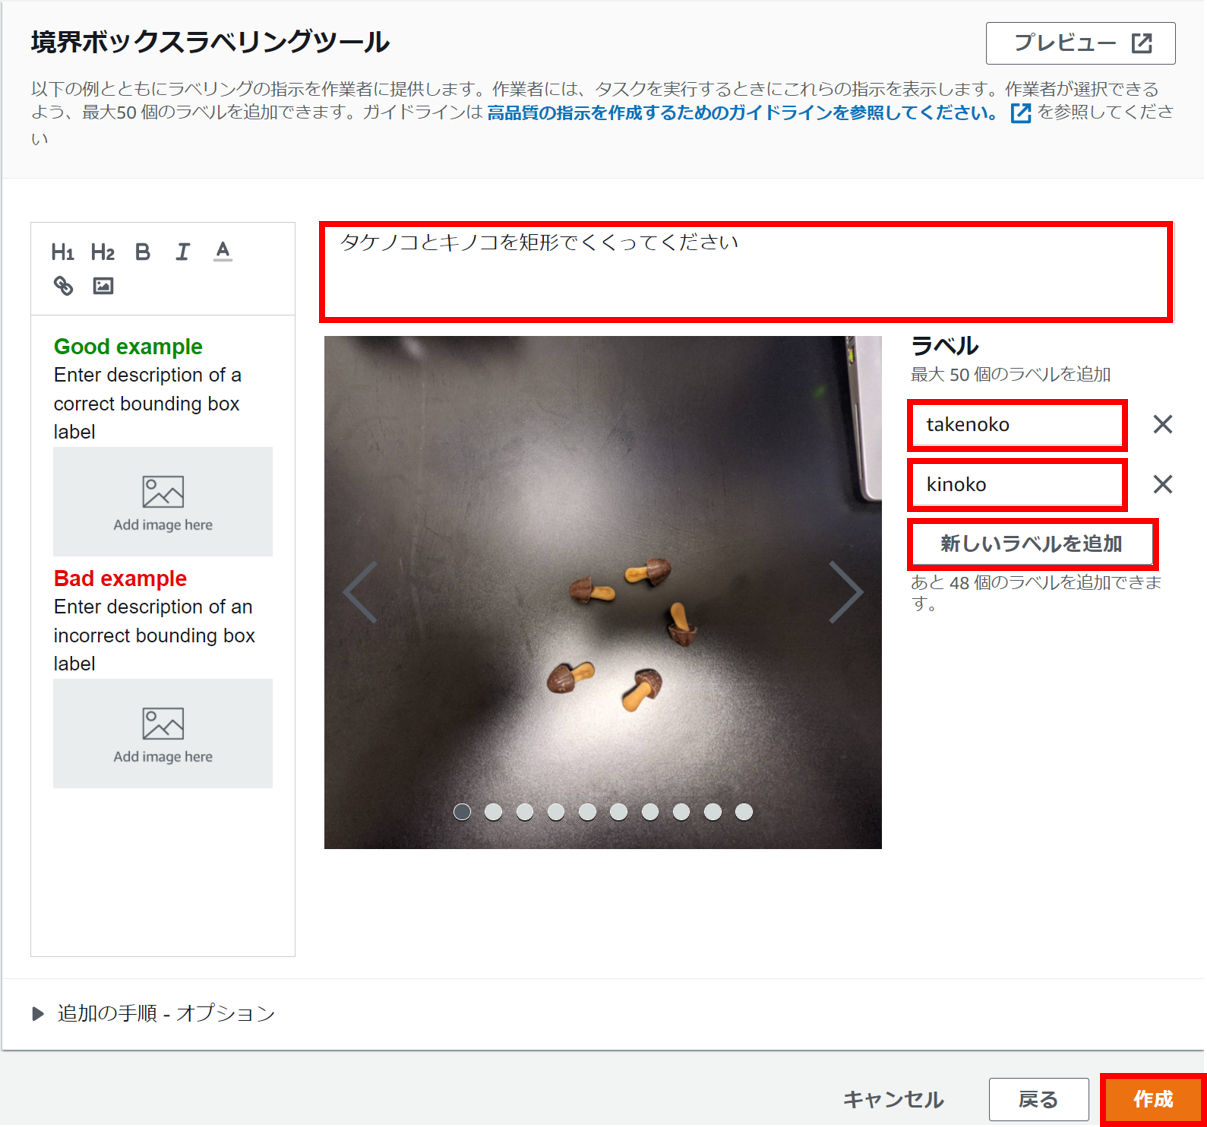 境界ボックスラベリングツール
プレビュー
以下の例とともにラベリングの指示を作業者に提供します。作業者には、タスクを実行するときにこれらの指示を表示します。作業者が選択できる
よう、最大50 個のラベルを追加できます。ガイドラインは 高品質の指示を作成するためのガイドラインを参照してください。 を参照してくださ
い
H1 H2 B I A
タケノコとキノコを矩形でくくってください
Good example
Enter description of a
correct bounding box
label
Add image here
Bad example
Enter description of an
incorrect bounding box
label
Add image here
ラベル
最大 50 個のラベルを追加
takenoko
kinoko
新しいラベルを追加
あと 48 個のラベルを追加できま
す。
追加の手順 - オプション
キャンセル
戻る
作成